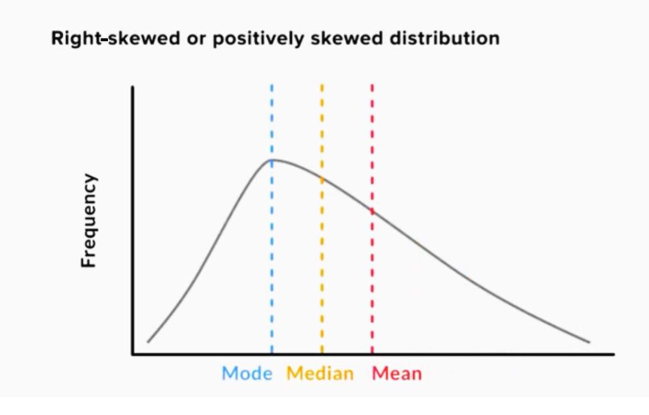 Right-skewed or positively skewed distribution
Frequency
Mode Median Mean